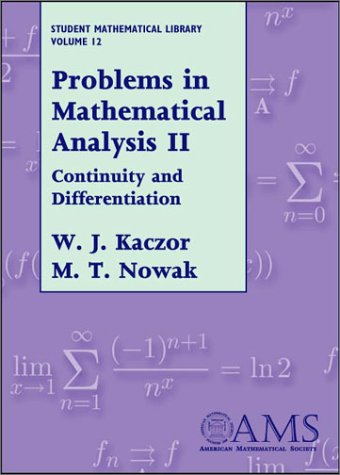 STUDENT MATHEMATICAL LIBRARY
VOLUME 12
Problems in
Mathematical
Analysis II
Continuity and
Differentiation
W. J. Kaczor
M. T. Nowak
lim x→1 ∑ n=1 ∞ (-1)^{n+1} / n^x = ln 2
AMS
AMERICAN MATHEMATICAL SOCIETY